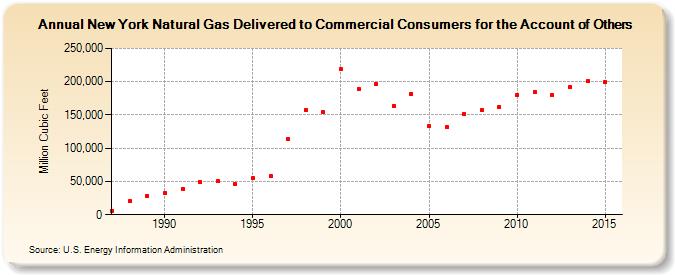 Annual New York Natural Gas Delivered to Commercial Consumers for the Account of Others
Million Cubic Feet
250,000
200,000
150,000
100,000
50,000
0
1990 1995 2000 2005 2010 2015
Source: U.S. Energy Information Administration